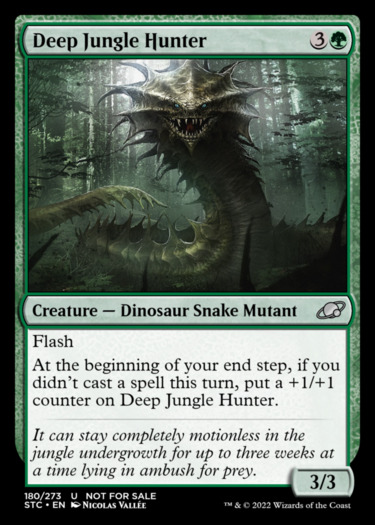 Deep Jungle Hunter 3
Creature — Dinosaur Snake Mutant
Flash
At the beginning of your end step, if you
didn't cast a spell this turn, put a +1/+1
counter on Deep Jungle Hunter.
It can stay completely motionless in the
jungle undergrowth for up to three weeks at
a time lying in ambush for prey.
3/3
180/273 U NOT FOR SALE
STC • EN Nicolas Vallée
™ & © 2022 Wizards of the Coast